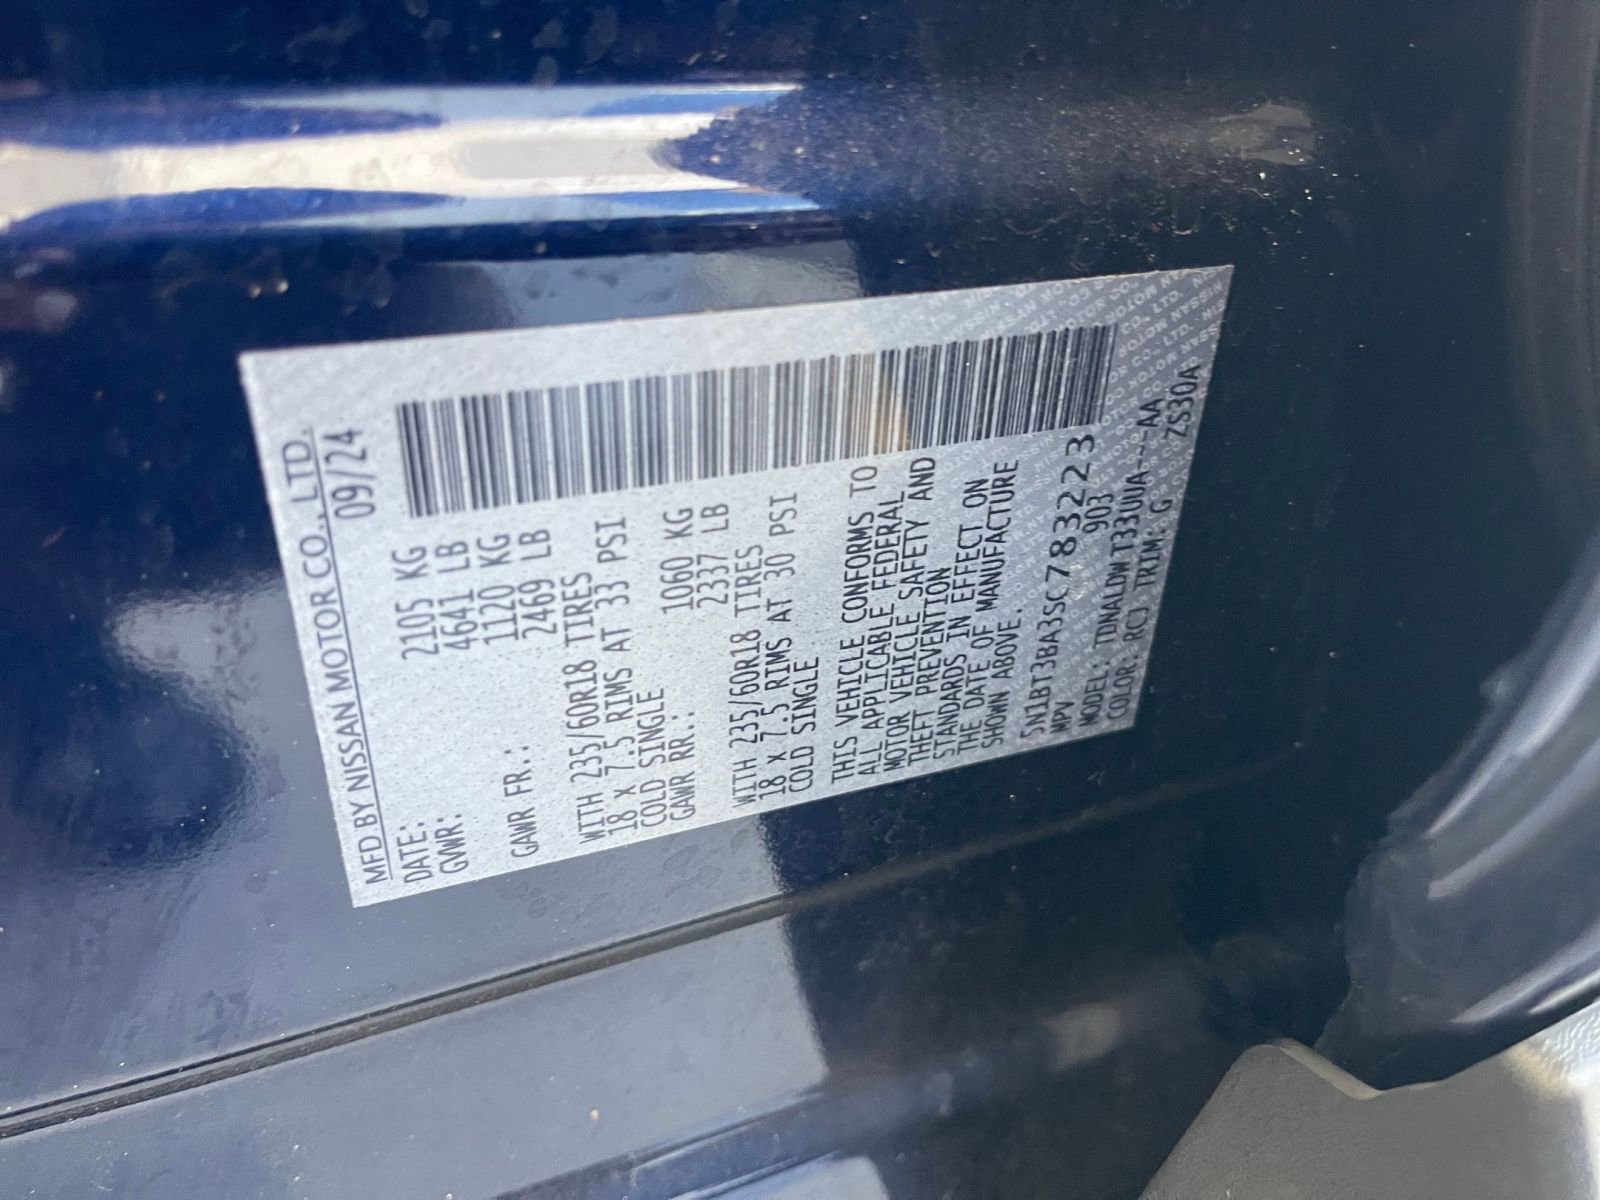 MFD BY NISSAN MOTOR CO., LTD.
DATE: 09/24
GVWR: 2105 KG
4641 LB
GAWR FR.: 1120 KG
2469 LB
WITH 235/60R18 TIRES
18 X 7.5 RIMS AT 33 PSI
COLD SINGLE
GAWR RR.: 1060 KG
2337 LB
WITH 235/60R18 TIRES
18 X 7.5 RIMS AT 30 PSI
COLD SINGLE
THIS VEHICLE CONFORMS TO
ALL APPLICABLE FEDERAL
MOTOR VEHICLE SAFETY AND
THEFT PREVENTION
STANDARDS IN EFFECT ON
THE DATE OF MANUFACTURE
SHOWN ABOVE.
5N1BT3BA3SC783223
MPV 903
MODEL: TDNALDW T33UUA----AA
COLOR: RCJ TRIM G ZS30A